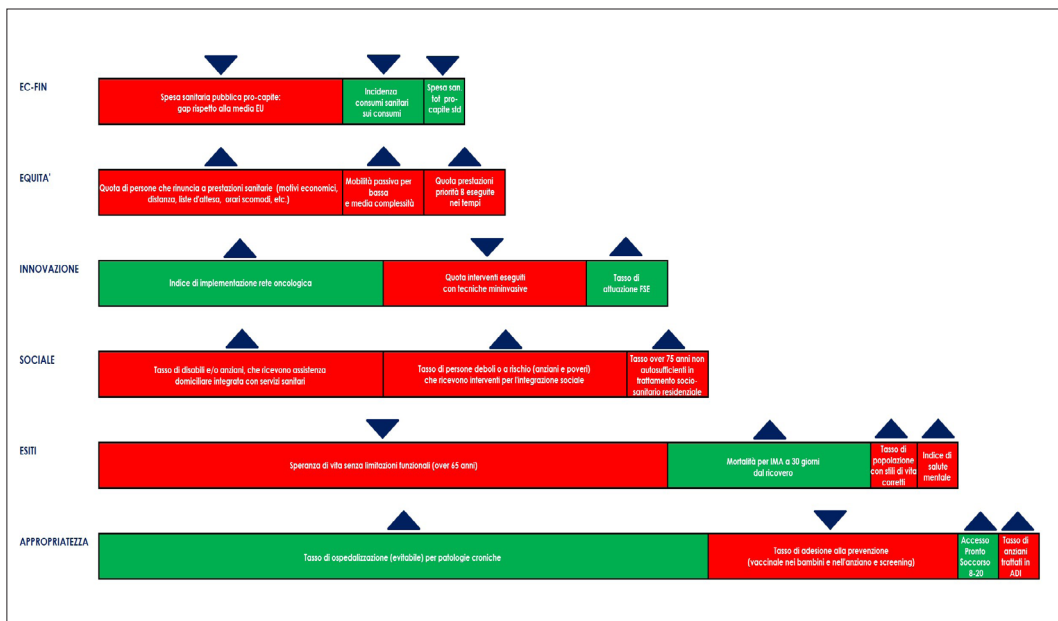 EC-FIN
Spesa sanitaria pubblica pro-capite:
gap rispetto alla media EU
Incidenza
consumi sanitari
sui consumi
Spesa san.
tot pro-
capite std
EQUITA'
Quota di persone che rinuncia a prestazioni sanitarie (motivi economici,
distanza, liste d'attesa, orari scomodi, etc.)
Mobilità passiva per
bassa
e media complessità
Quota prestazioni
priorità B eseguite
nei tempi
INNOVAZIONE
Indice di implementazione rete oncologica
Quota interventi eseguiti
con tecniche mininvasive
Tasso di
attuazione FSE
SOCIALE
Tasso di disabili e/o anziani, che ricevono assistenza
domiciliare integrata con servizi sanitari
Tasso di persone deboli o a rischio (anziani e poveri)
che ricevono interventi per l'integrazione sociale
Tasso over 75 anni non
autosufficienti in
trattamento socio-
sanitario residenziale
ESITI
Speranza di vita senza limitazioni funzionali (over 65 anni)
Mortalità per IMA a 30 giorni
dal ricovero
Tasso di
popolazione
con stili di vita
corretti
Indice di
salute
mentale
APPROPRIATEZZA
Tasso di ospedalizzazione (evitabile) per patologie croniche
Tasso di adesione alla prevenzione
(vaccinale nei bambini e nell'anziano e screening)
Accesso
Pronto
Soccorso
8-20
Tasso di
anziani
trattati in
ADI